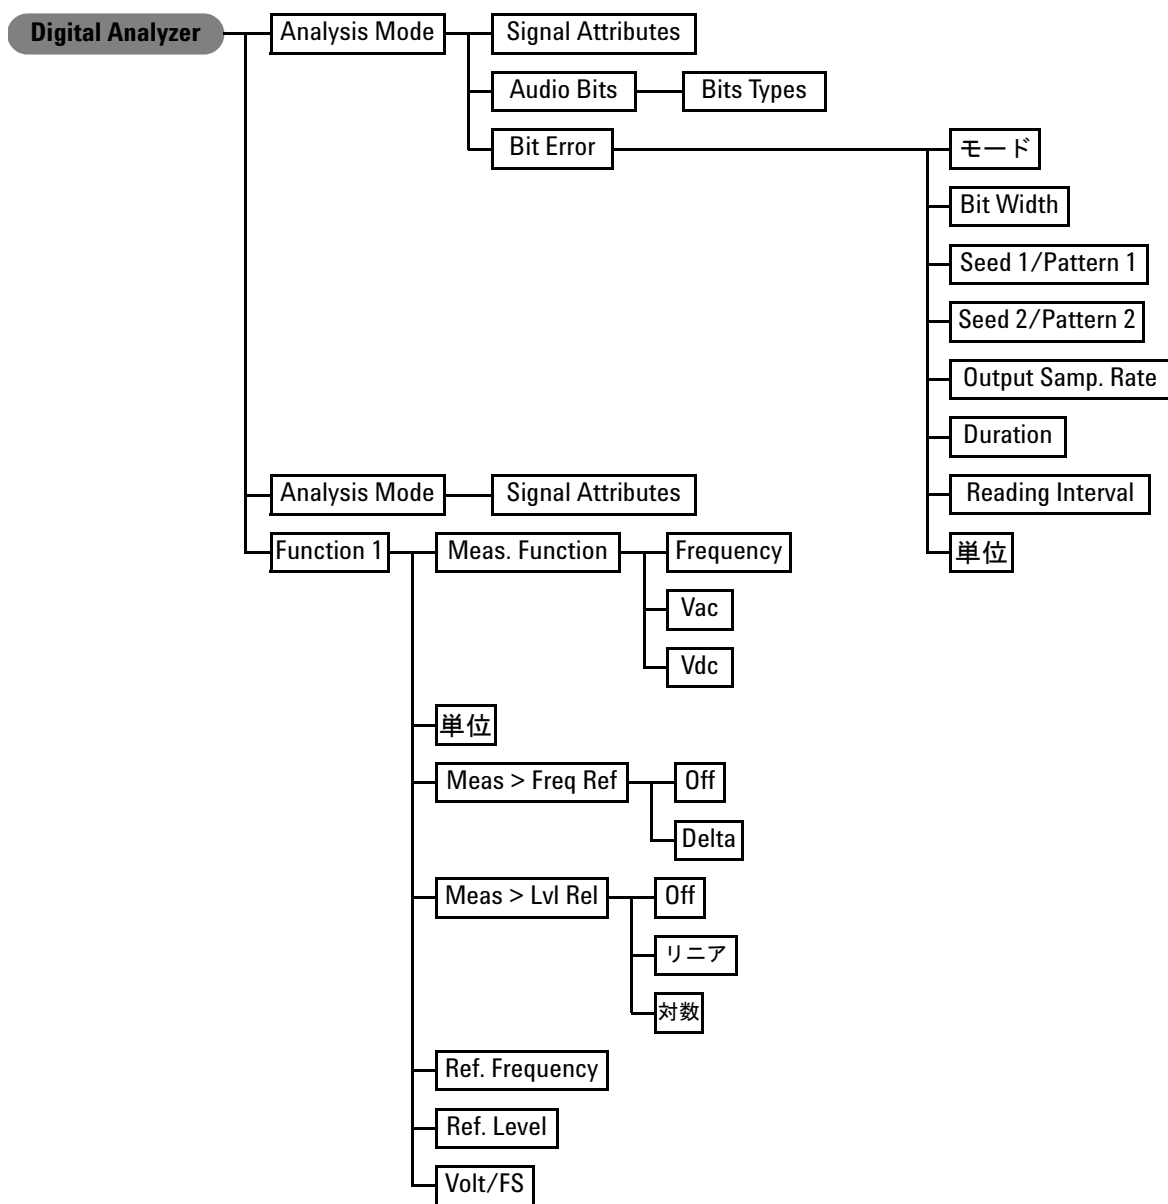 Digital Analyzer
Analysis Mode
Signal Attributes
Audio Bits
Bits Types
Bit Error
モード
Bit Width
Seed 1/Pattern 1
Seed 2/Pattern 2
Output Samp. Rate
Duration
Reading Interval
単位
Analysis Mode
Signal Attributes
Function 1
Meas. Function
Frequency
Vac
Vdc
単位
Meas > Freq Ref
Off
Delta
Meas > Lvl Rel
Off
リニア
対数
Ref. Frequency
Ref. Level
Volt/FS